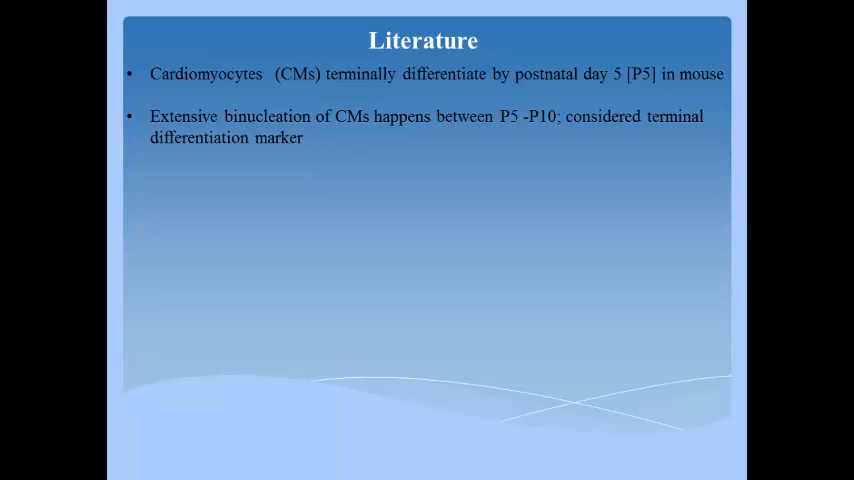 Literature
• Cardiomyocytes (CMs) terminally differentiate by postnatal day 5 [P5] in mouse
• Extensive binucleation of CMs happens between P5 -P10; considered terminal
differentiation marker